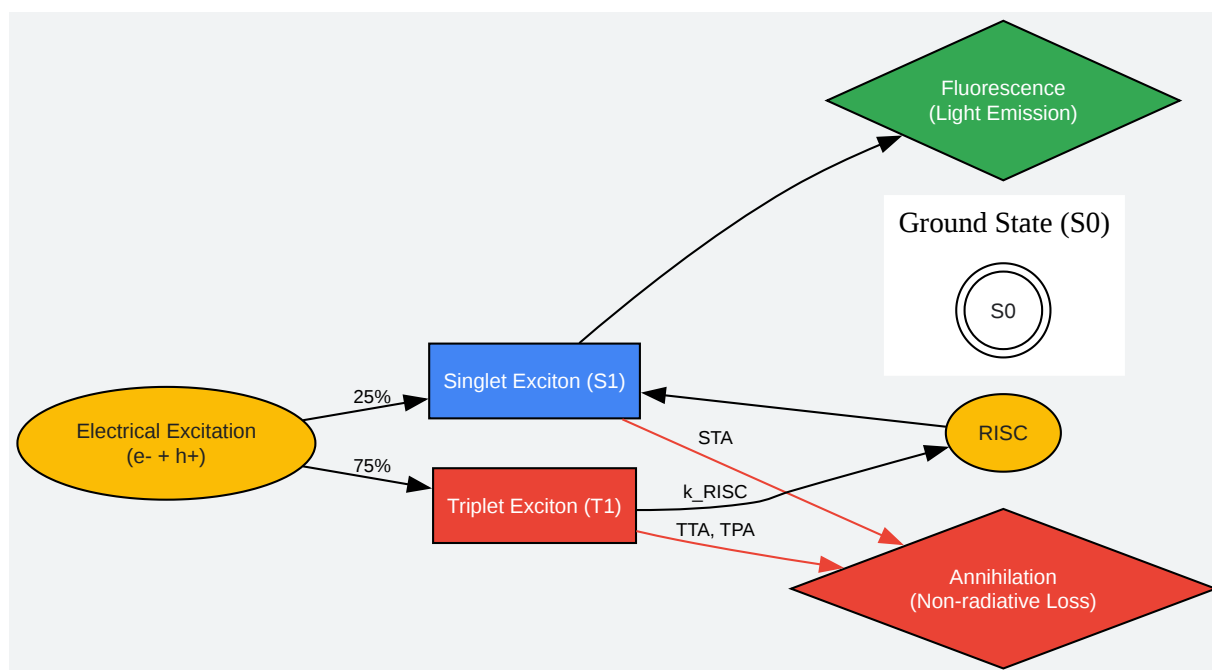 Fluorescence
(Light Emission)
Ground State (S0)
S0
Singlet Exciton (S1)
25%
Electrical Excitation
(e- + h+)
STA
RISC
75%
k_RISC
Triplet Exciton (T1)
TTA, TPA
Annihilation
(Non-radiative Loss)